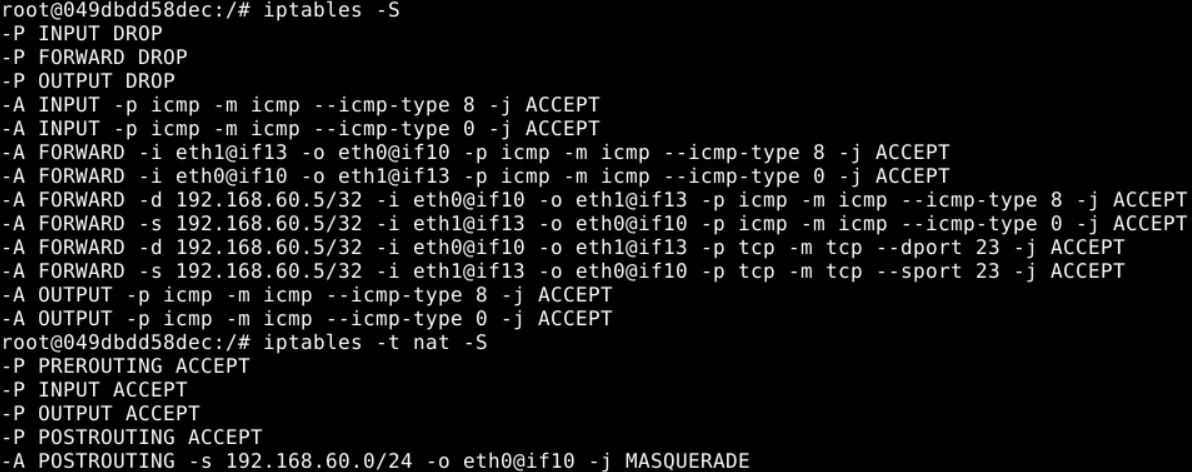 root@049dbdd58dec:/# iptables -S
-P INPUT DROP
-P FORWARD DROP
-P OUTPUT DROP
-A INPUT -p icmp -m icmp --icmp-type 8 -j ACCEPT
-A INPUT -p icmp -m icmp --icmp-type 0 -j ACCEPT
-A FORWARD -i eth1@if13 -o eth0@if10 -p icmp -m icmp --icmp-type 8 -j ACCEPT
-A FORWARD -i eth0@if10 -o eth1@if13 -p icmp -m icmp --icmp-type 0 -j ACCEPT
-A FORWARD -d 192.168.60.5/32 -i eth0@if10 -o eth1@if13 -p icmp -m icmp --icmp-type 8 -j ACCEPT
-A FORWARD -s 192.168.60.5/32 -i eth1@if13 -o eth0@if10 -p icmp -m icmp --icmp-type 0 -j ACCEPT
-A FORWARD -d 192.168.60.5/32 -i eth0@if10 -o eth1@if13 -p tcp -m tcp --dport 23 -j ACCEPT
-A FORWARD -s 192.168.60.5/32 -i eth1@if13 -o eth0@if10 -p tcp -m tcp --sport 23 -j ACCEPT
-A OUTPUT -p icmp -m icmp --icmp-type 8 -j ACCEPT
-A OUTPUT -p icmp -m icmp --icmp-type 0 -j ACCEPT
root@049dbdd58dec:/# iptables -t nat -S
-P PREROUTING ACCEPT
-P INPUT ACCEPT
-P OUTPUT ACCEPT
-P POSTROUTING ACCEPT
-A POSTROUTING -s 192.168.60.0/24 -o eth0@if10 -j MASQUERADE